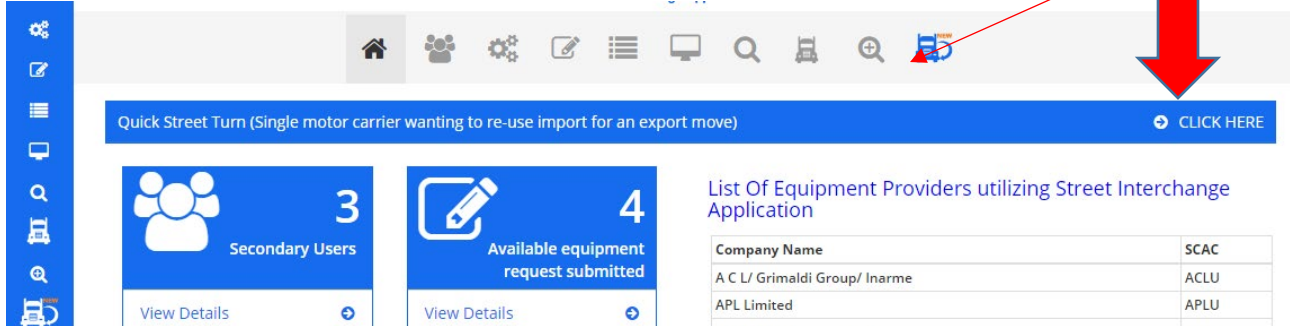 NEW
Quick Street Turn (Single motor carrier wanting to re-use import for an export move)
CLICK HERE
3
Secondary Users
View Details
4
Available equipment
request submitted
View Details
List Of Equipment Providers utilizing Street Interchange
Application
Company Name SCAC
A C L/ Grimaldi Group/ Inarme ACLU
APL Limited APLU
NEW